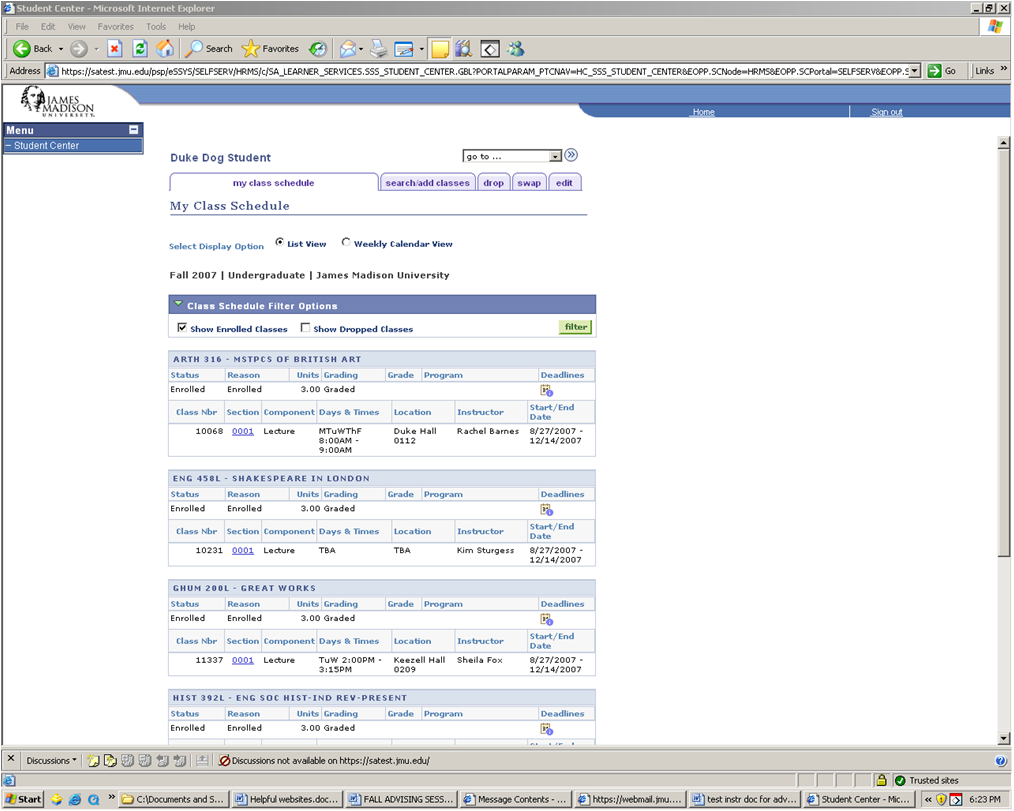 Student Center - Microsoft Internet Explorer
File Edit View Favorites Tools Help
Back Search Favorites
Address https://satest.jmu.edu/psp/eSSYS/SELFSERV/HRMS/c/SA_LEARNER_SERVICES.SSS_STUDENT_CENTER.GBL?PORTALPARAM_PTCNAV=HC_SSS_STUDENT_CENTER&EOPP.SCNode=HRMS&EOPP.SCPortal=SELFSERV&EOPP.S Go Links »
JAMES
MADISON
UNIVERSITY.
Home Sign out
Menu
Student Center
Duke Dog Student go to ...
my class schedule search/add classes drop swap edit
My Class Schedule
Select Display Option List View Weekly Calendar View
Fall 2007 | Undergraduate | James Madison University
Class Schedule Filter Options
Show Enrolled Classes Show Dropped Classes filter
ARTH 316 - MSTPCS OF BRITISH ART
Status Reason Units Grading Grade Program Deadlines
Enrolled Enrolled 3.00 Graded
Class Nbr Section Component Days & Times Location Instructor Start/End
Date
10068 0001 Lecture MTuWThF Duke Hall Rachel Barnes 8/27/2007 -
8:00AM - 0112 12/14/2007
9:00AM
ENG 458L - SHAKESPEARE IN LONDON
Status Reason Units Grading Grade Program Deadlines
Enrolled Enrolled 3.00 Graded
Class Nbr Section Component Days & Times Location Instructor Start/End
Date
10231 0001 Lecture TBA TBA Kim Sturgess 8/27/2007 -
12/14/2007
GHUM 200L - GREAT WORKS
Status Reason Units Grading Grade Program Deadlines
Enrolled Enrolled 3.00 Graded
Class Nbr Section Component Days & Times Location Instructor Start/End
Date
11337 0001 Lecture TuW 2:00PM - Keezell Hall Sheila Fox 8/27/2007 -
3:15PM 0209 12/14/2007
HIST 392L - ENG SOC HIST-IND REV-PRESENT
Status Reason Units Grading Grade Program Deadlines
Enrolled Enrolled 3.00 Graded
Discussions Discussions not available on https://satest.jmu.edu/
Trusted sites
Start » C:\Documents and S... Helpful websites.doc... FALL ADVISING SESS... Message Contents - ... https://webmail.jmu.... test instr doc for adv... Student Center - Mic... « 6:23 PM